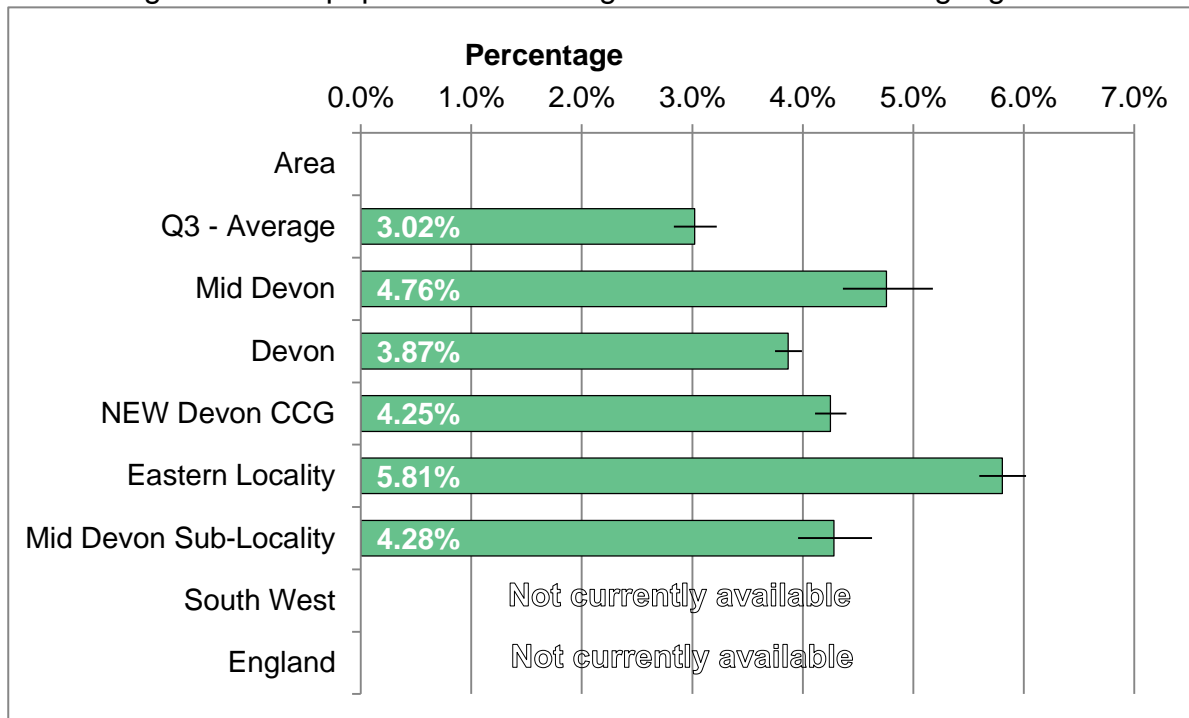 Percentage
0.0% 1.0% 2.0% 3.0% 4.0% 5.0% 6.0% 7.0%
Area
Q3 - Average 3.02%
Mid Devon 4.76%
Devon 3.87%
NEW Devon CCG 4.25%
Eastern Locality 5.81%
Mid Devon Sub-Locality 4.28%
South West Not currently available
England Not currently available